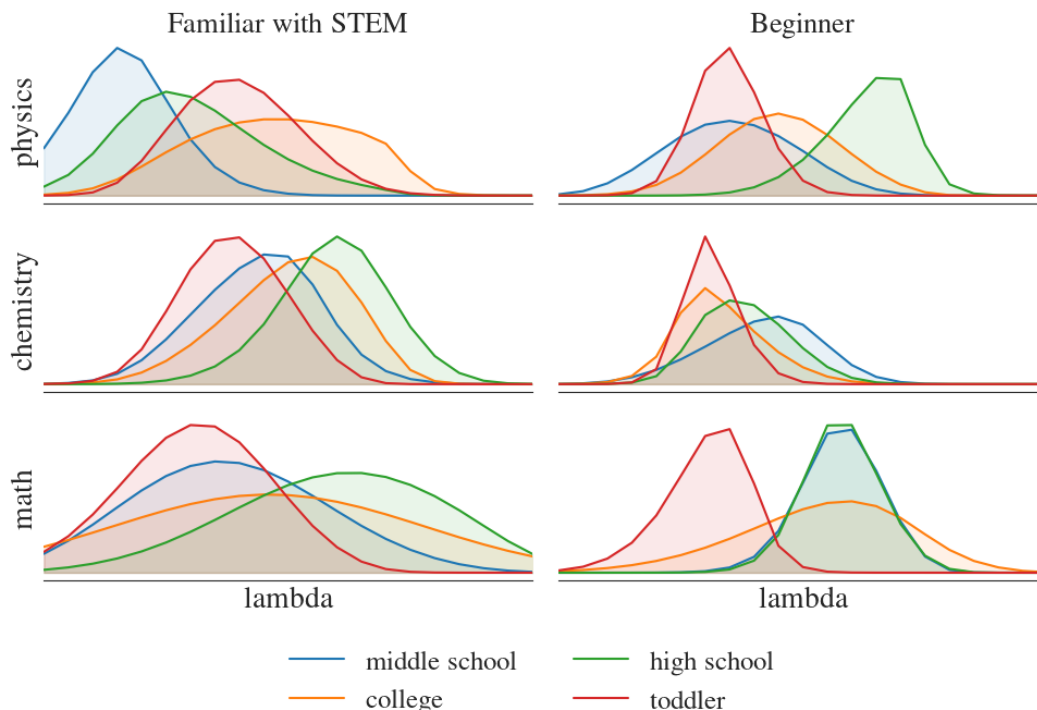 Familiar with STEM
Beginner
physics
chemistry
math
lambda
lambda
middle school
high school
college
toddler